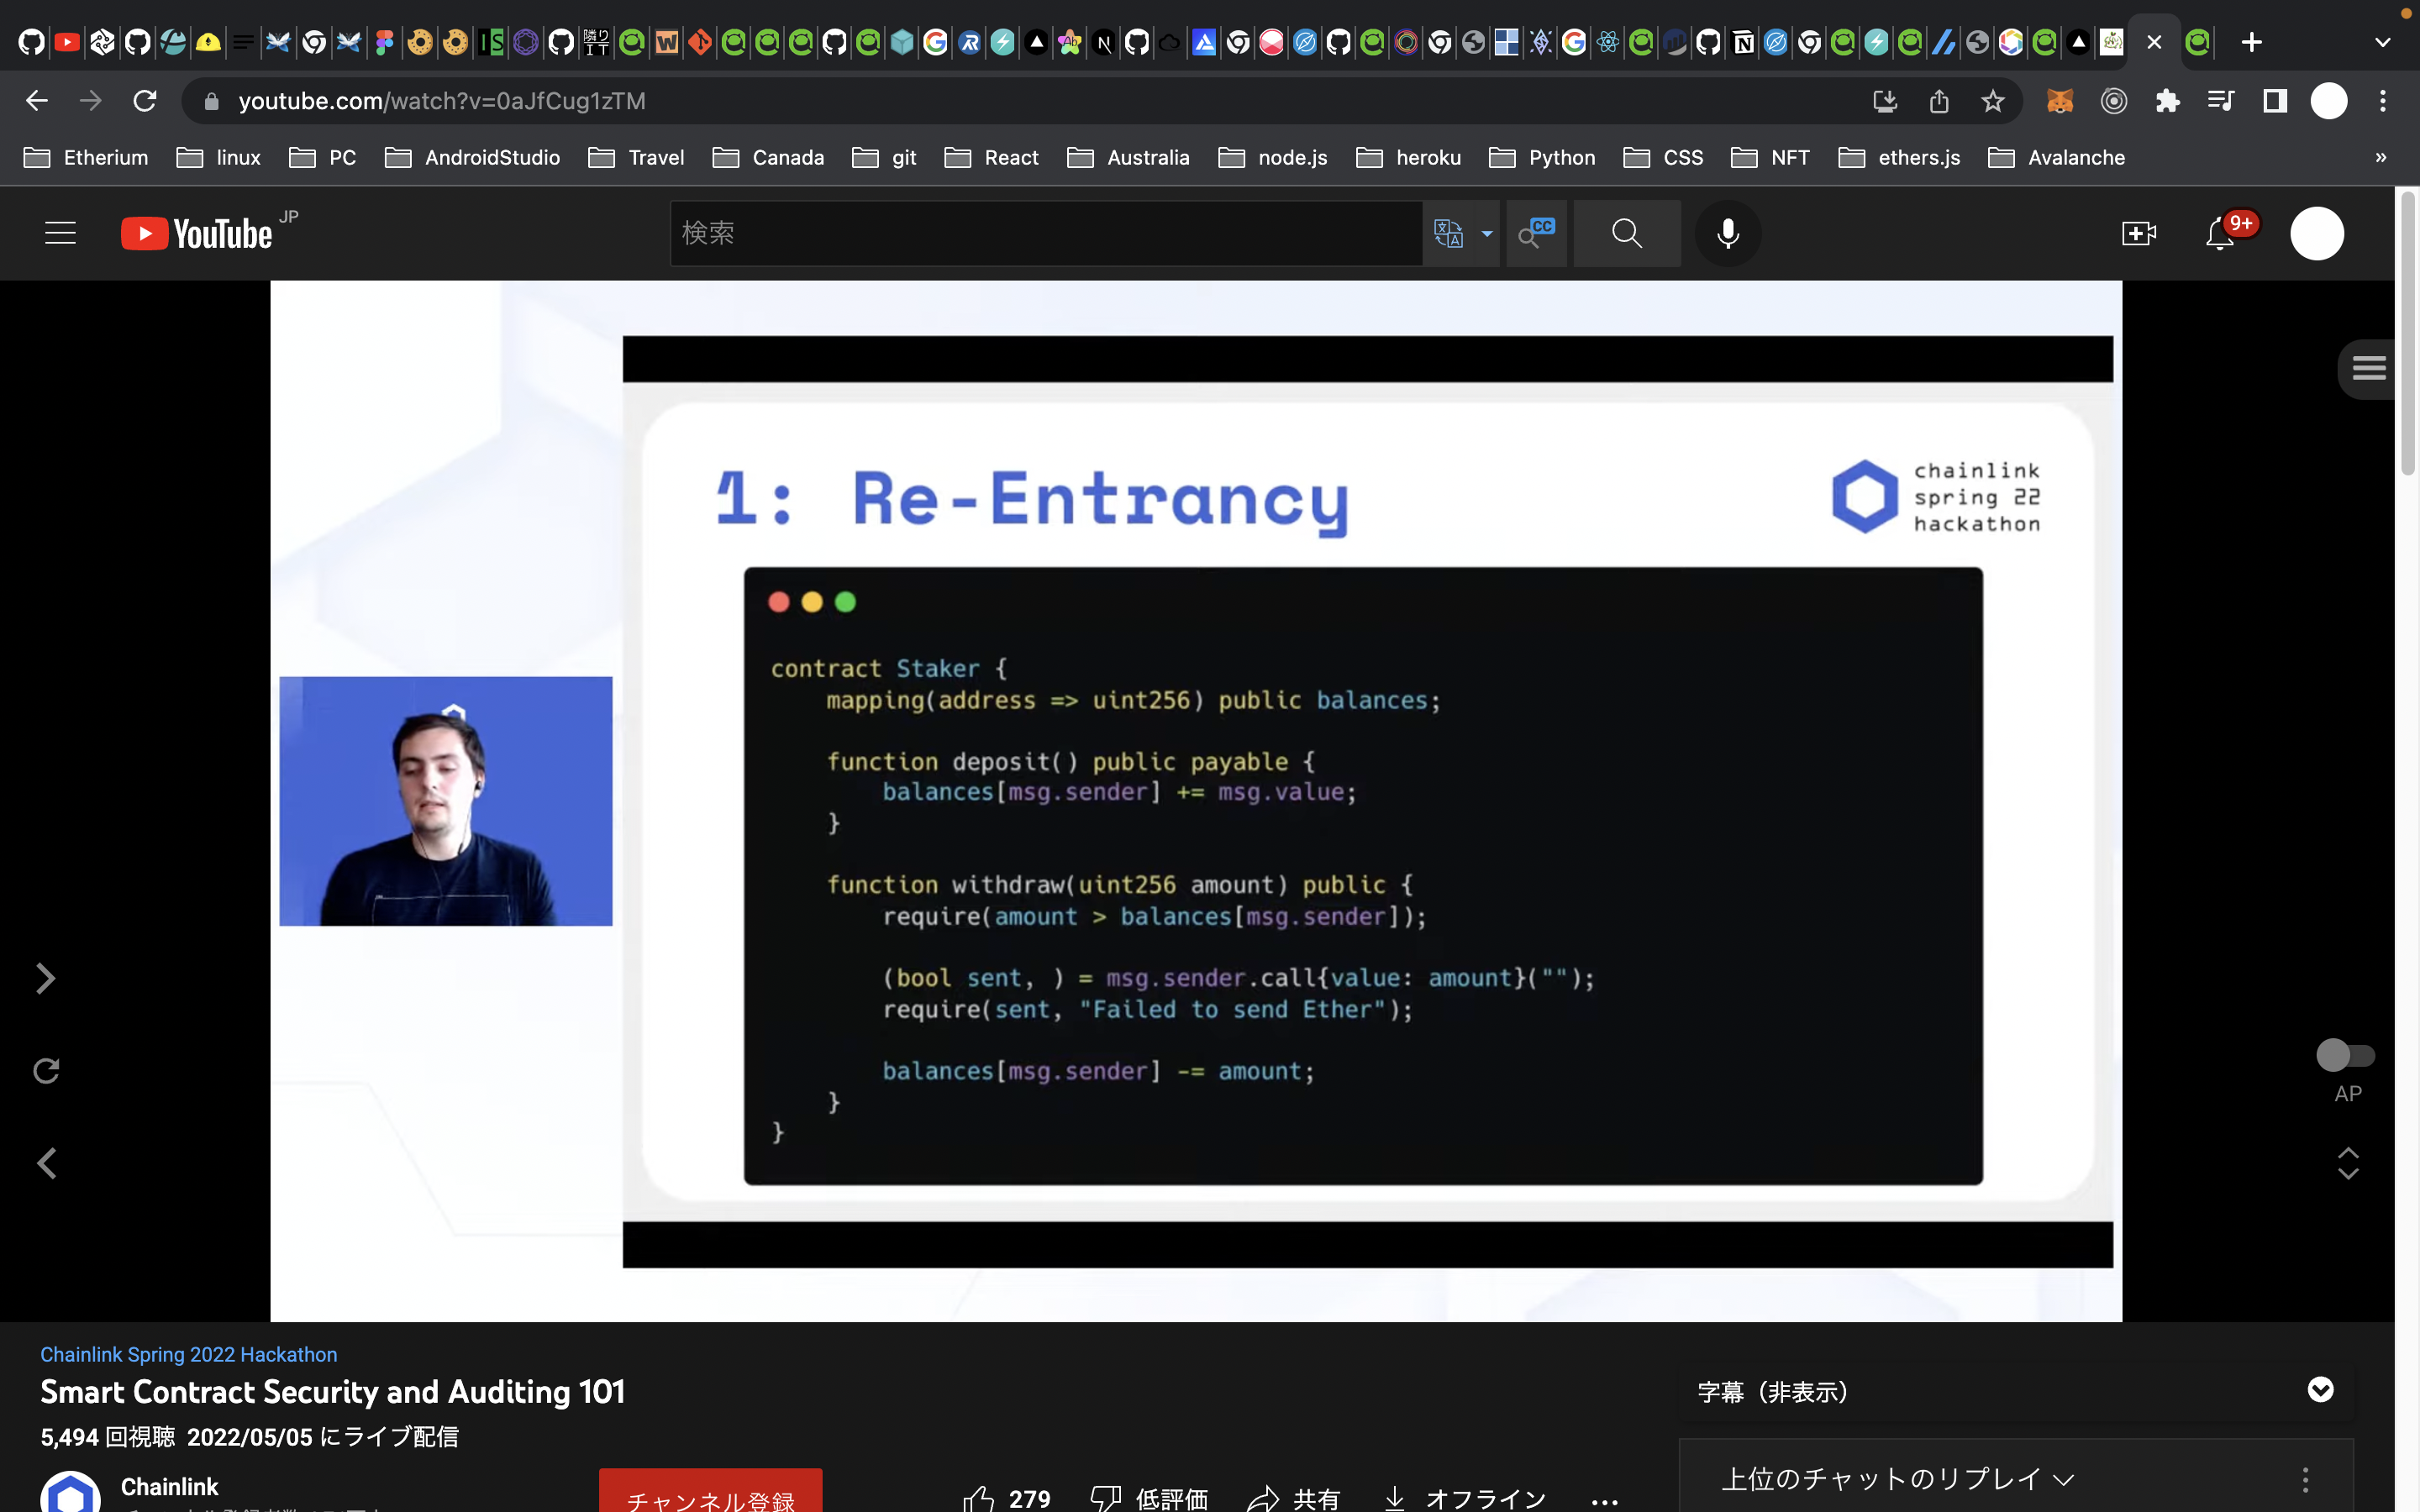 youtube.com/watch?v=0aJfCug1zTM
Etherium linux PC AndroidStudio Travel Canada git React Australia node.js heroku Python CSS NFT ethers.js Avalanche »
YouTube JP
検索
CC
9+
1: Re-Entrancy
chainlink
spring 22
hackathon
contract Staker {
mapping(address => uint256) public balances;
function deposit() public payable {
balances[msg.sender] += msg.value;
}
function withdraw(uint256 amount) public {
require(amount > balances[msg.sender]);
(bool sent, ) = msg.sender.call{value: amount}("");
require(sent, "Failed to send Ether");
balances[msg.sender] -= amount;
}
}
AP
Chainlink Spring 2022 Hackathon
Smart Contract Security and Auditing 101
5,494 回視聴 2022/05/05 にライブ配信
Chainlink
チャンネル登録
279
低評価
共有
オフライン
字幕（非表示）
上位のチャットのリプレイ